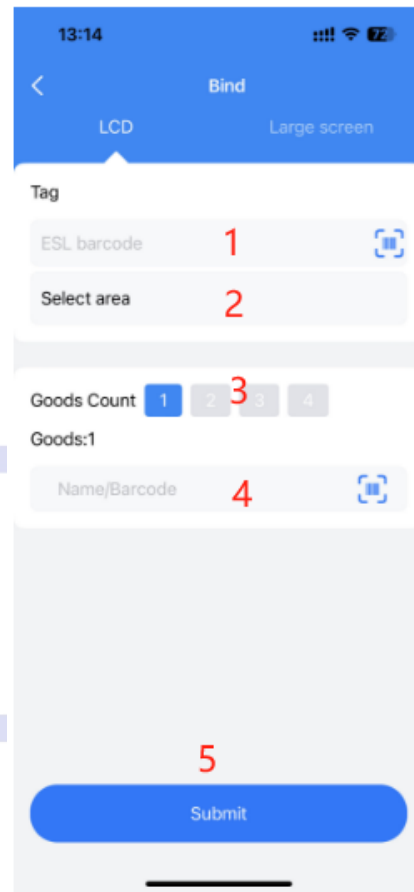 13:14 72
Bind
LCD Large screen
Tag
ESL barcode 1
Select area 2
3
Goods Count 1 2 3 4
Goods:1
Name/Barcode 4
5
Submit